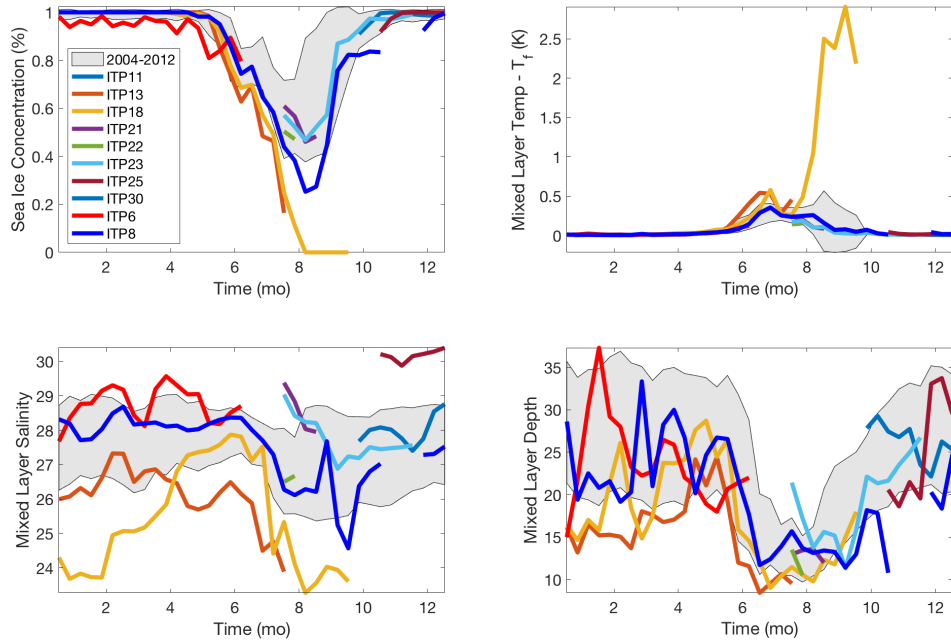 1
0.8
0.6
0.4
0.2
0
Sea Ice Concentration (%)
2004-2012
ITP11
ITP13
ITP18
ITP21
ITP22
ITP23
ITP25
ITP30
ITP6
ITP8
2 4 6 8 10 12
Time (mo)
2.5
2
1.5
1
0.5
0
Mixed Layer Temp - T_f (K)
2 4 6 8 10 12
Time (mo)
30
29
28
27
26
25
24
Mixed Layer Salinity
2 4 6 8 10 12
Time (mo)
35
30
25
20
15
10
Mixed Layer Depth
2 4 6 8 10 12
Time (mo)